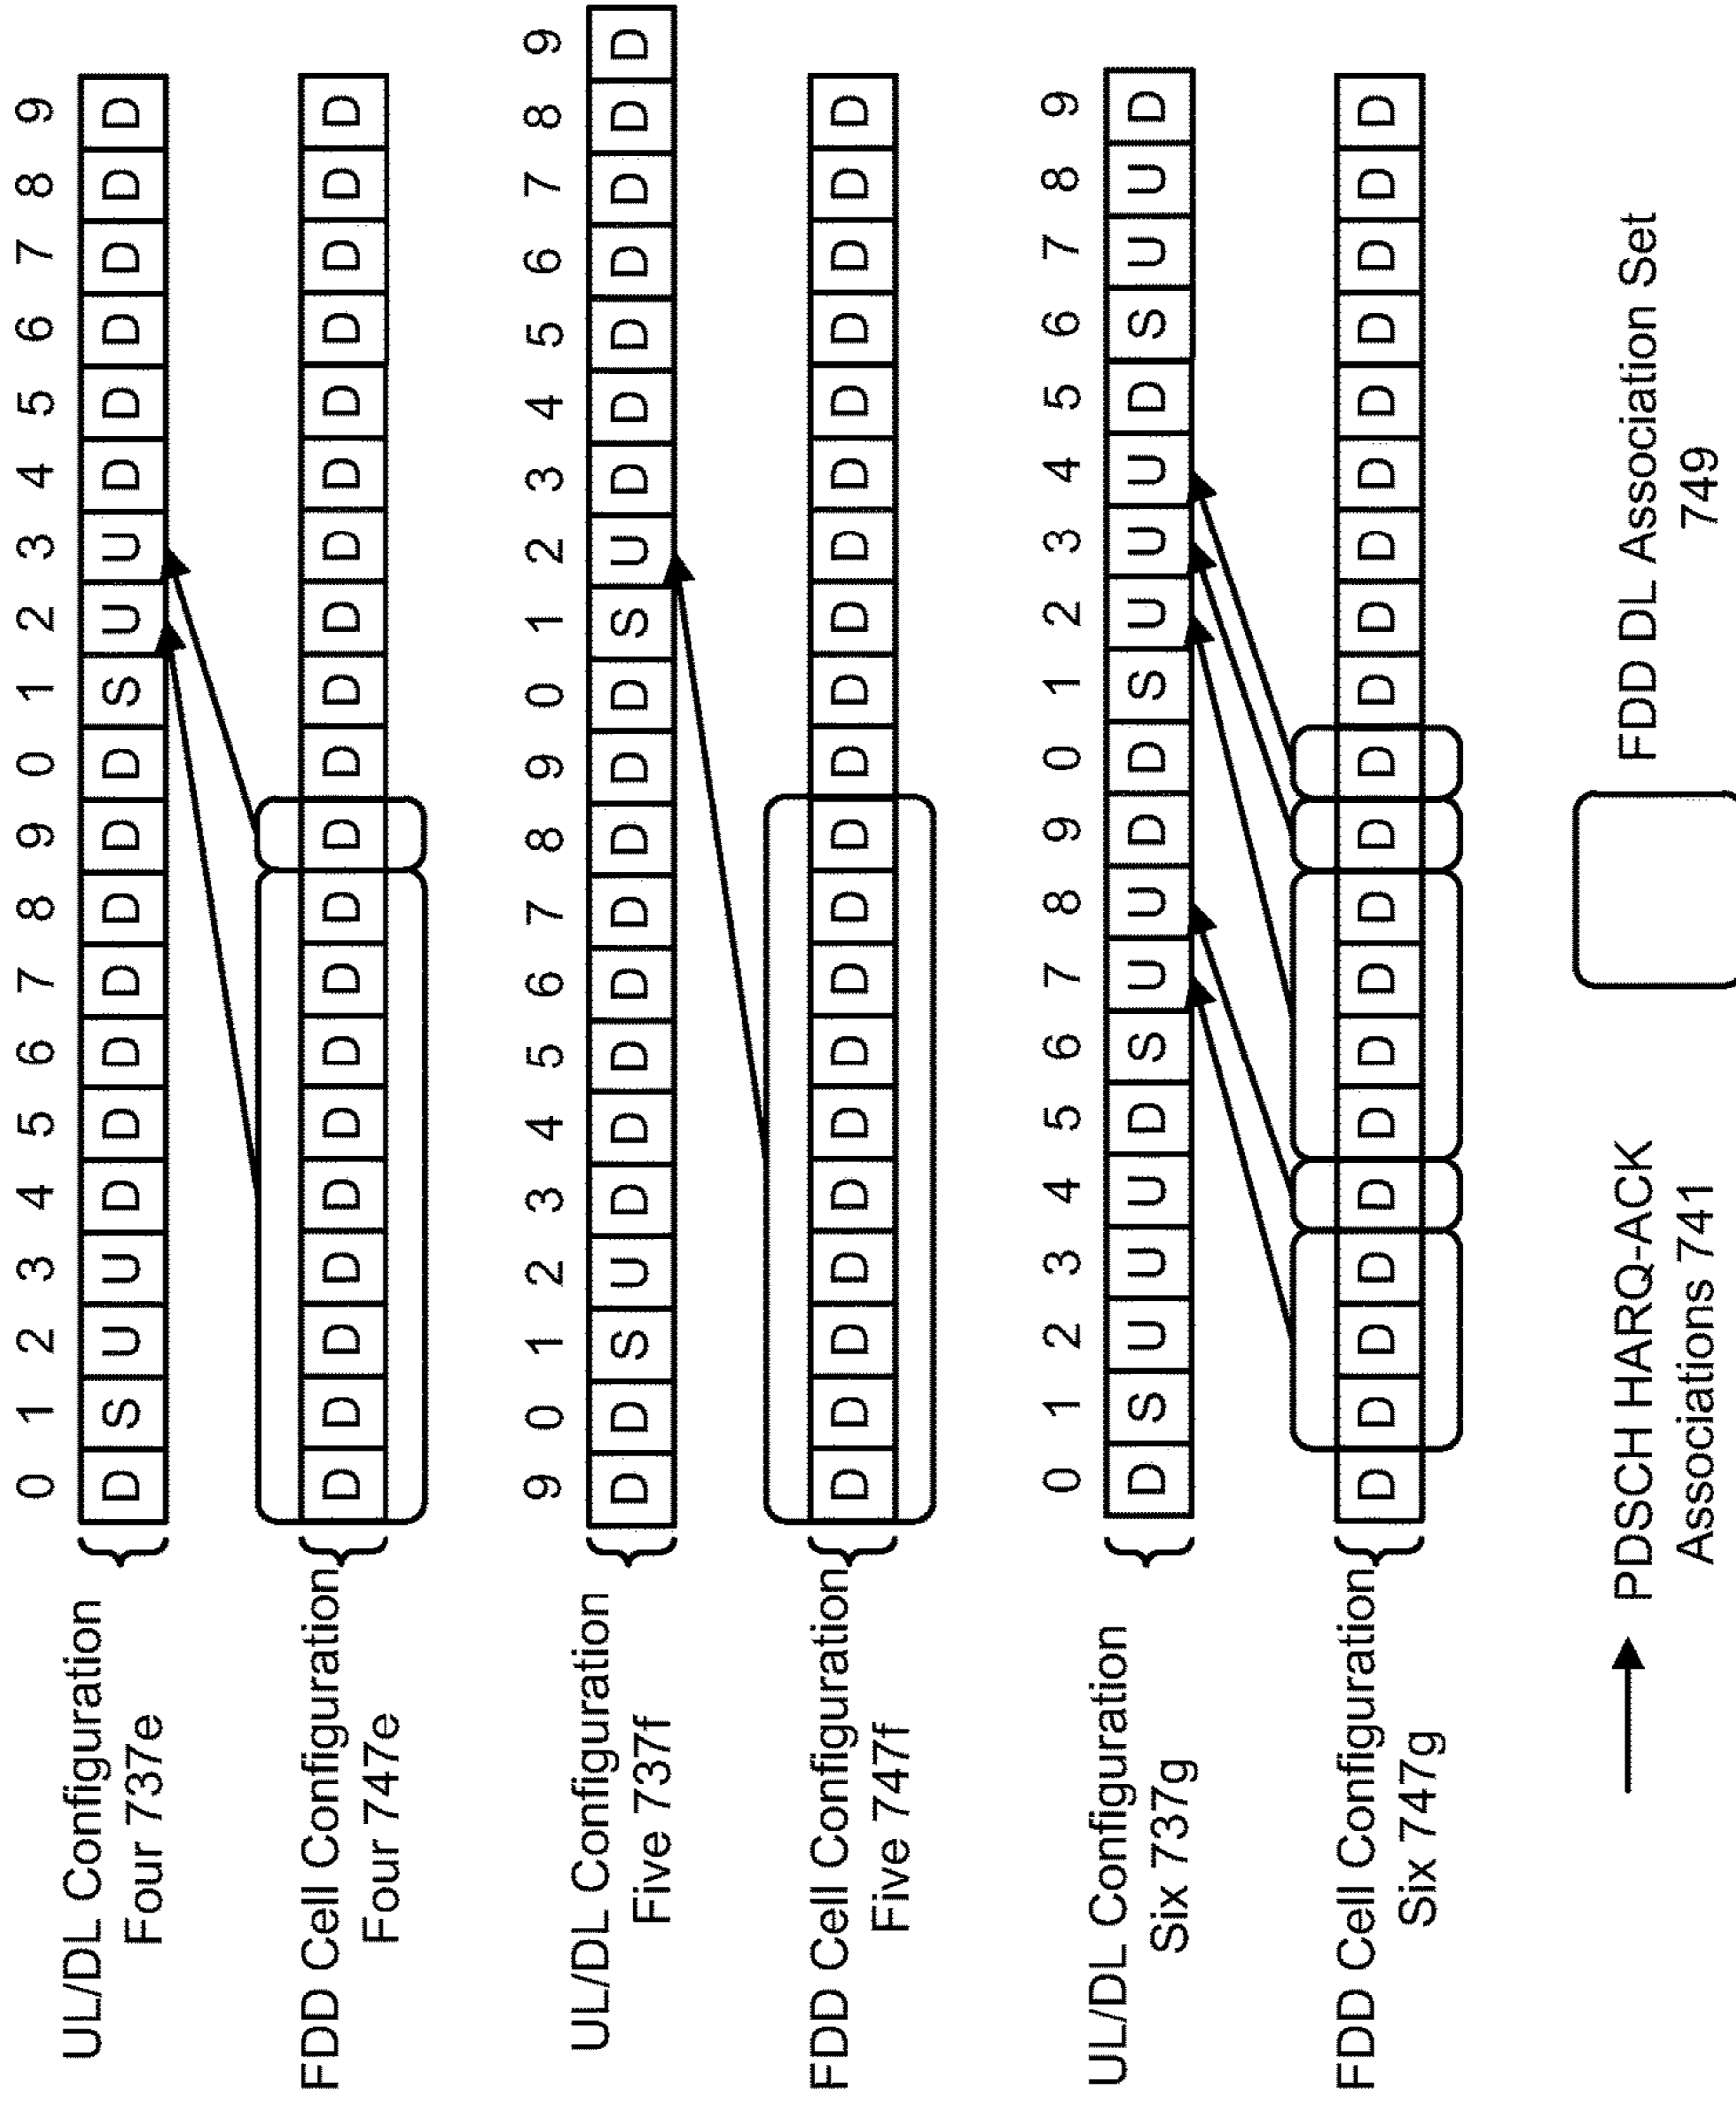 0 1 2 3 4 5 6 7 8 9 0 1 2 3 4 5 6 7 8 9
UL/DL Configuration
Four 737e
D S U U D D D D D D D S U U D D D D D D
FDD Cell Configuration
Four 747e
D D D D D D D D D D D D D D D D D D D D
9 0 1 2 3 4 5 6 7 8 9 0 1 2 3 4 5 6 7 8 9
UL/DL Configuration
Five 737f
D D S U D D D D D D D D S U D D D D D D D
FDD Cell Configuration
Five 747f
D D D D D D D D D D D D D D D D D D D D
0 1 2 3 4 5 6 7 8 9 0 1 2 3 4 5 6 7 8 9
UL/DL Configuration
Six 737g
D S U U U D S U U D D S U U U D S U U D
FDD Cell Configuration
Six 747g
D D D D D D D D D D D D D D D D D D D D
PDSCH HARQ-ACK
Associations 741
FDD DL Association Set
749